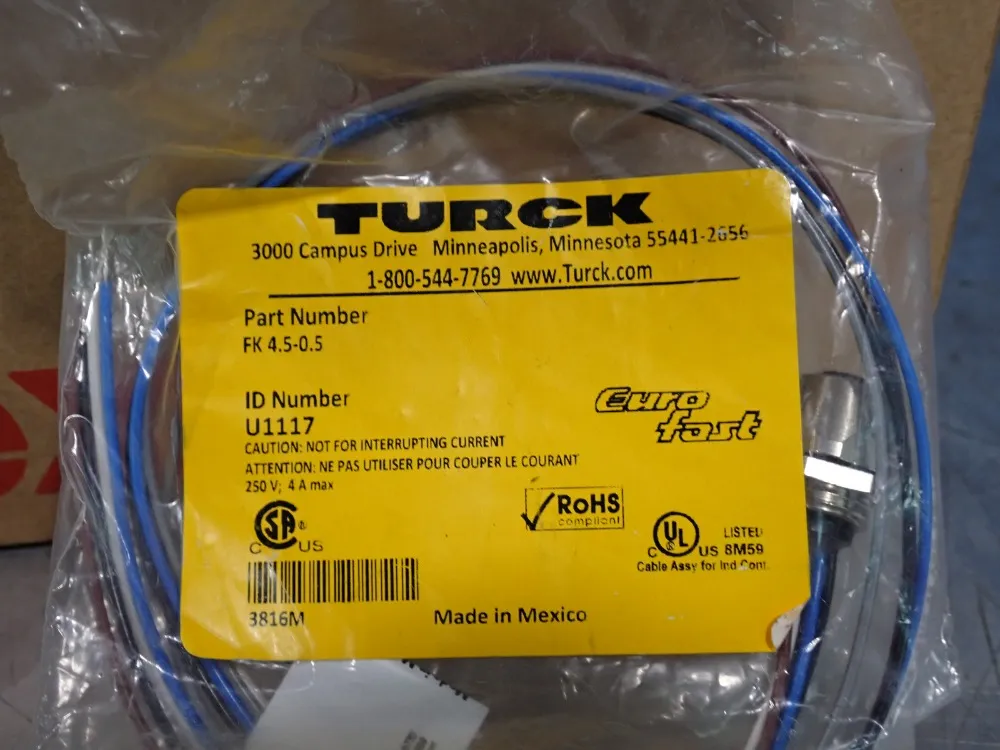 TURCK
3000 Campus Drive Minneapolis, Minnesota 55441-2656
1-800-544-7769 www.Turck.com
Part Number
FK 4.5-0.5
ID Number
U1117
Euro
fast
CAUTION: NOT FOR INTERRUPTING CURRENT
ATTENTION: NE PAS UTILISER POUR COUPER LE COURANT
250 V; 4 A max
RoHS
compliant
SA ®
C US
UL
C US
LISTED
8M59
Cable Assy for Ind Cont.
3816M
Made in Mexico